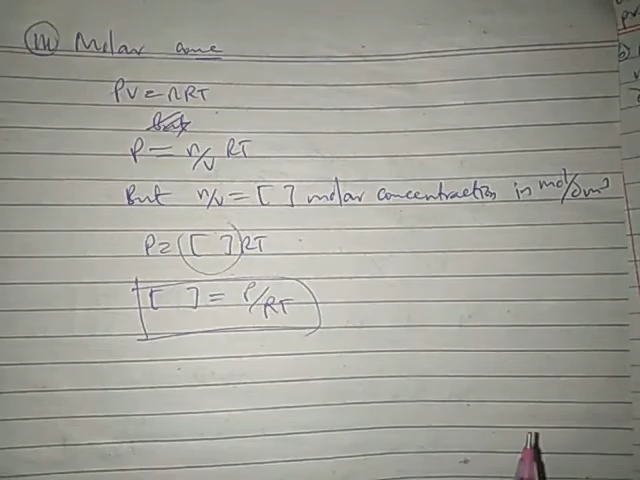 (iii) Molar conc
PV = nRT
P = n/V RT
But n/V = [ ] molar concentration in mol/dm³
P = ([ ])RT
[ ] = P/RT